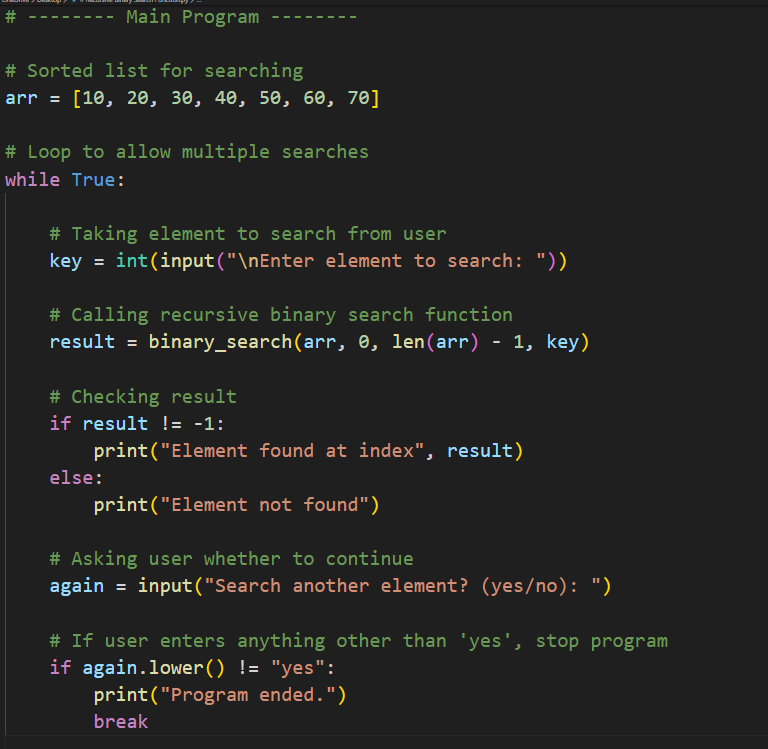 # -------- Main Program --------
# Sorted list for searching
arr = [10, 20, 30, 40, 50, 60, 70]
# Loop to allow multiple searches
while True:
    # Taking element to search from user
    key = int(input("\nEnter element to search: "))
    # Calling recursive binary search function
    result = binary_search(arr, 0, len(arr) - 1, key)
    # Checking result
    if result != -1:
        print("Element found at index", result)
    else:
        print("Element not found")
    # Asking user whether to continue
    again = input("Search another element? (yes/no): ")
    # If user enters anything other than 'yes', stop program
    if again.lower() != "yes":
        print("Program ended.")
        break